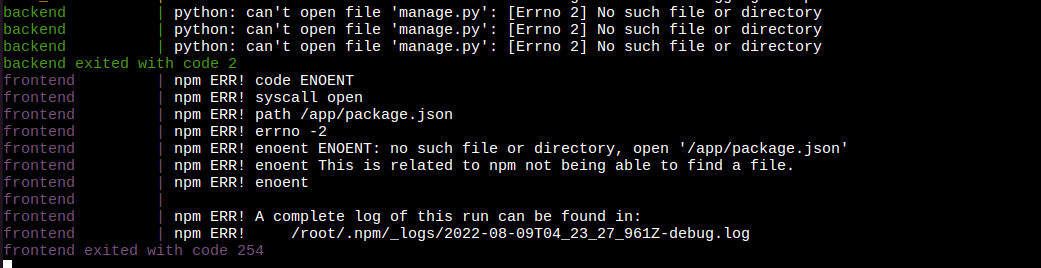 backend | python: can't open file 'manage.py': [Errno 2] No such file or directory
backend | python: can't open file 'manage.py': [Errno 2] No such file or directory
backend | python: can't open file 'manage.py': [Errno 2] No such file or directory
backend exited with code 2
frontend | npm ERR! code ENOENT
frontend | npm ERR! syscall open
frontend | npm ERR! path /app/package.json
frontend | npm ERR! errno -2
frontend | npm ERR! enoent ENOENT: no such file or directory, open '/app/package.json'
frontend | npm ERR! enoent This is related to npm not being able to find a file.
frontend | npm ERR! enoent
frontend |
frontend | npm ERR! A complete log of this run can be found in:
frontend | npm ERR!     /root/.npm/_logs/2022-08-09T04_23_27_961Z-debug.log
frontend exited with code 254